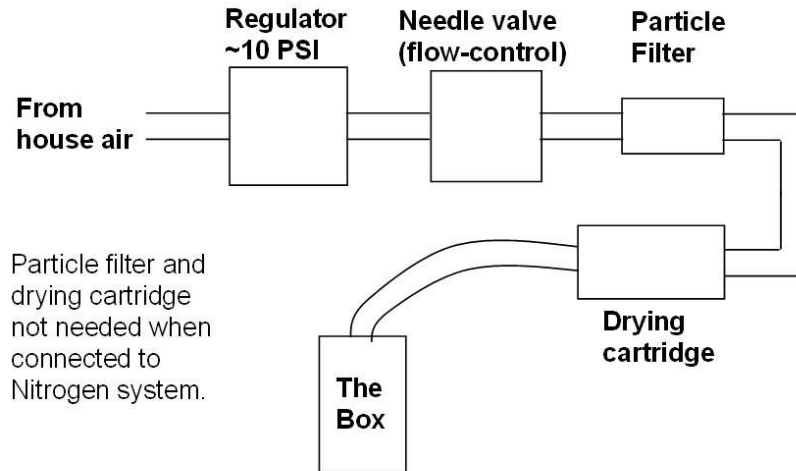 Regulator
~10 PSI
Needle valve
(flow-control)
Particle
Filter
From
house air
Particle filter and
drying cartridge
not needed when
connected to
Nitrogen system.
Drying
cartridge
The
Box